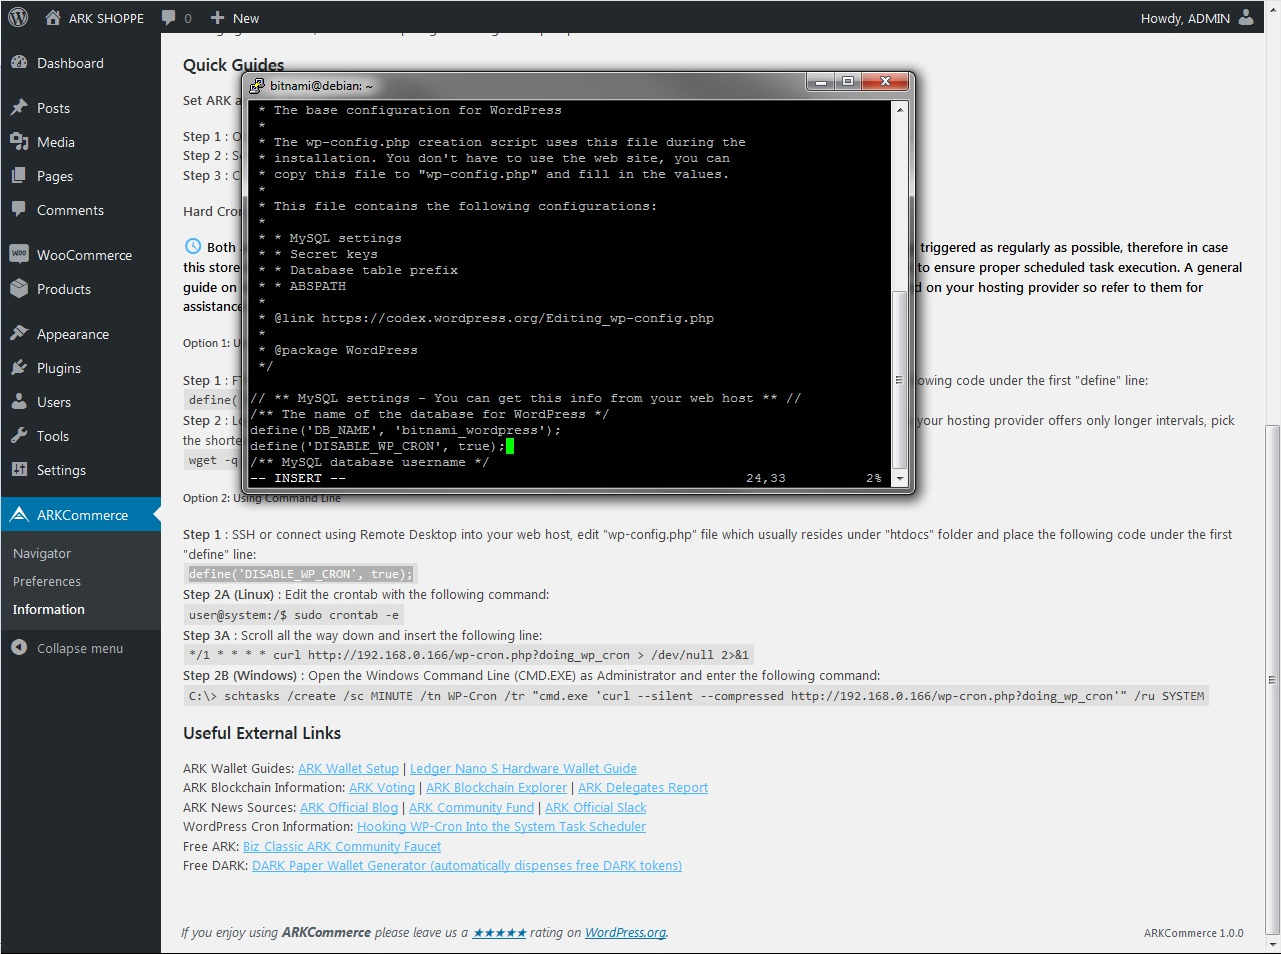 ARK SHOPPE 0 New Howdy, ADMIN
Dashboard
Posts
Media
Pages
Comments
WooCommerce
Products
Appearance
Plugins
Users
Tools
Settings
ARKCommerce
Navigator
Preferences
Information
Collapse menu
Quick Guides
Set ARK a
Step 1 : O
Step 2 : S
Step 3 : C
Hard Cron
Both triggered as regularly as possible, therefore in case
this store to ensure proper scheduled task execution. A general
guide on d on your hosting provider so refer to them for
assistance
Option 1: U
Step 1 : F owing code under the first "define" line:
define(
Step 2 : L your hosting provider offers only longer intervals, pick
the shorte
wget -q
bitnami@debian: ~
* The base configuration for WordPress
*
* The wp-config.php creation script uses this file during the
* installation. You don't have to use the web site, you can
* copy this file to "wp-config.php" and fill in the values.
*
* This file contains the following configurations:
*
* * MySQL settings
* * Secret keys
* * Database table prefix
* * ABSPATH
*
* @link https://codex.wordpress.org/Editing_wp-config.php
*
* @package WordPress
*/
// ** MySQL settings - You can get this info from your web host ** //
/** The name of the database for WordPress */
define('DB_NAME', 'bitnami_wordpress');
define('DISABLE_WP_CRON', true);
/** MySQL database username */
-- INSERT -- 24,33 2%
Option 2: Using Command Line
Step 1 : SSH or connect using Remote Desktop into your web host, edit "wp-config.php" file which usually resides under "htdocs" folder and place the following code under the first
"define" line:
define('DISABLE_WP_CRON', true);
Step 2A (Linux) : Edit the crontab with the following command:
user@system:/$ sudo crontab -e
Step 3A : Scroll all the way down and insert the following line:
*/1 * * * * curl http://192.168.0.166/wp-cron.php?doing_wp_cron > /dev/null 2>&1
Step 2B (Windows) : Open the Windows Command Line (CMD.EXE) as Administrator and enter the following command:
C:\> schtasks /create /sc MINUTE /tn WP-Cron /tr "cmd.exe 'curl --silent --compressed http://192.168.0.166/wp-cron.php?doing_wp_cron'" /ru SYSTEM
Useful External Links
ARK Wallet Guides: ARK Wallet Setup | Ledger Nano S Hardware Wallet Guide
ARK Blockchain Information: ARK Voting | ARK Blockchain Explorer | ARK Delegates Report
ARK News Sources: ARK Official Blog | ARK Community Fund | ARK Official Slack
WordPress Cron Information: Hooking WP-Cron Into the System Task Scheduler
Free ARK: Biz Classic ARK Community Faucet
Free DARK: DARK Paper Wallet Generator (automatically dispenses free DARK tokens)
If you enjoy using ARKCommerce please leave us a ★★★★★ rating on WordPress.org.
ARKCommerce 1.0.0